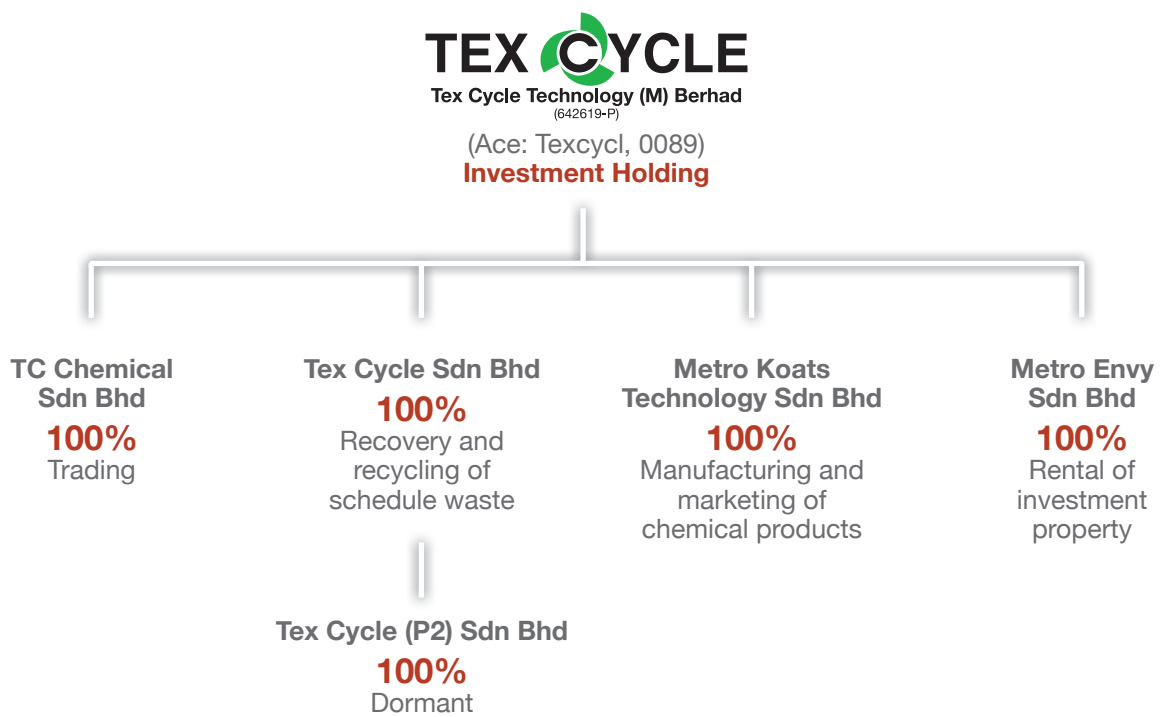 TEX CYCLE
Tex Cycle Technology (M) Berhad
(642619-P)
(Ace: Texcycl, 0089)
Investment Holding
TC Chemical
Sdn Bhd
100%
Trading
Tex Cycle Sdn Bhd
100%
Recovery and
recycling of
schedule waste
Metro Koats
Technology Sdn Bhd
100%
Manufacturing and
marketing of
chemical products
Metro Envy
Sdn Bhd
100%
Rental of
investment
property
Tex Cycle (P2) Sdn Bhd
100%
Dormant